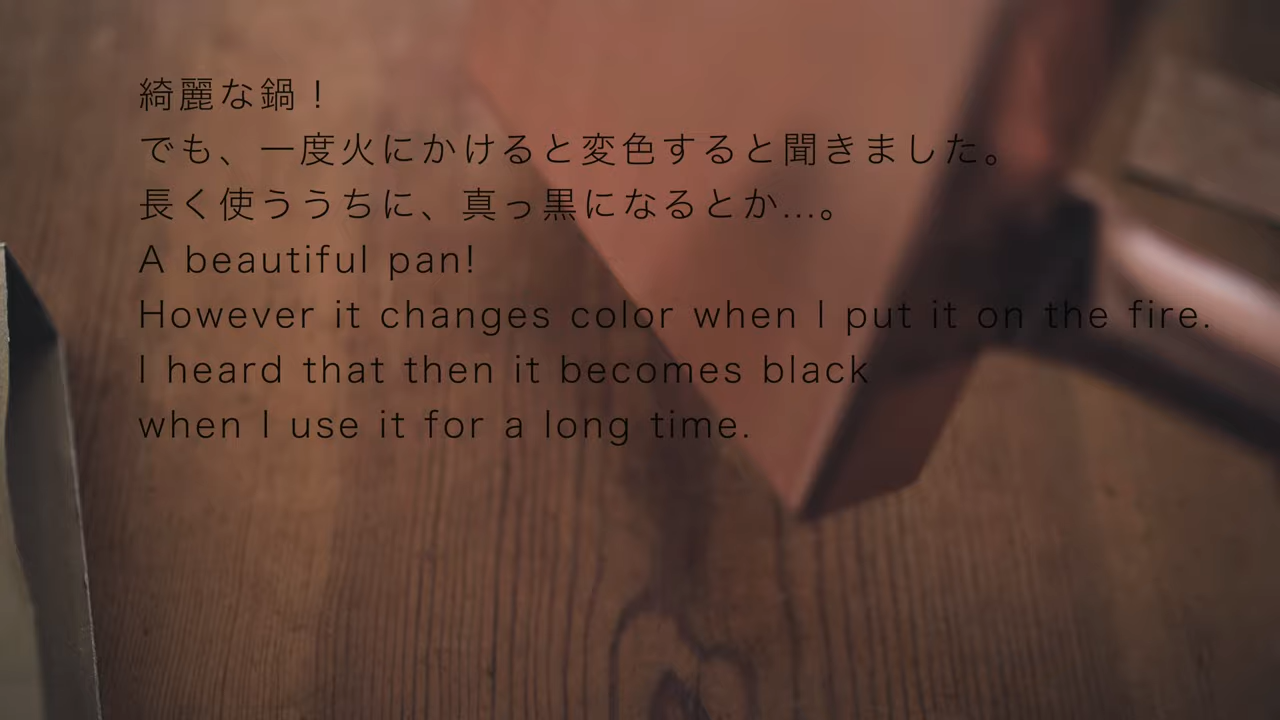 綺麗な鍋！
でも、一度火にかけると変色すると聞きました。
長く使ううちに、真っ黒になるとか…。
A beautiful pan!
However it changes color when I put it on the fire.
I heard that then it becomes black
when I use it for a long time.